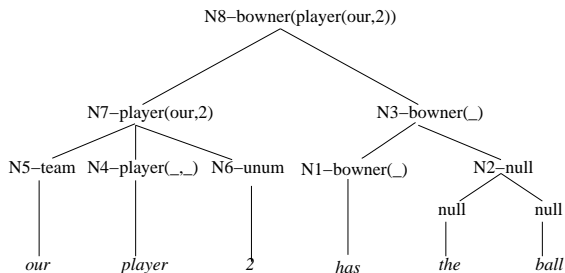 N8–bowner(player(our,2))
N7–player(our,2) N3–bowner(_)
N5–team N4–player(_,_) N6–unum N1–bowner(_) N2–null
null null
our player 2 has the ball